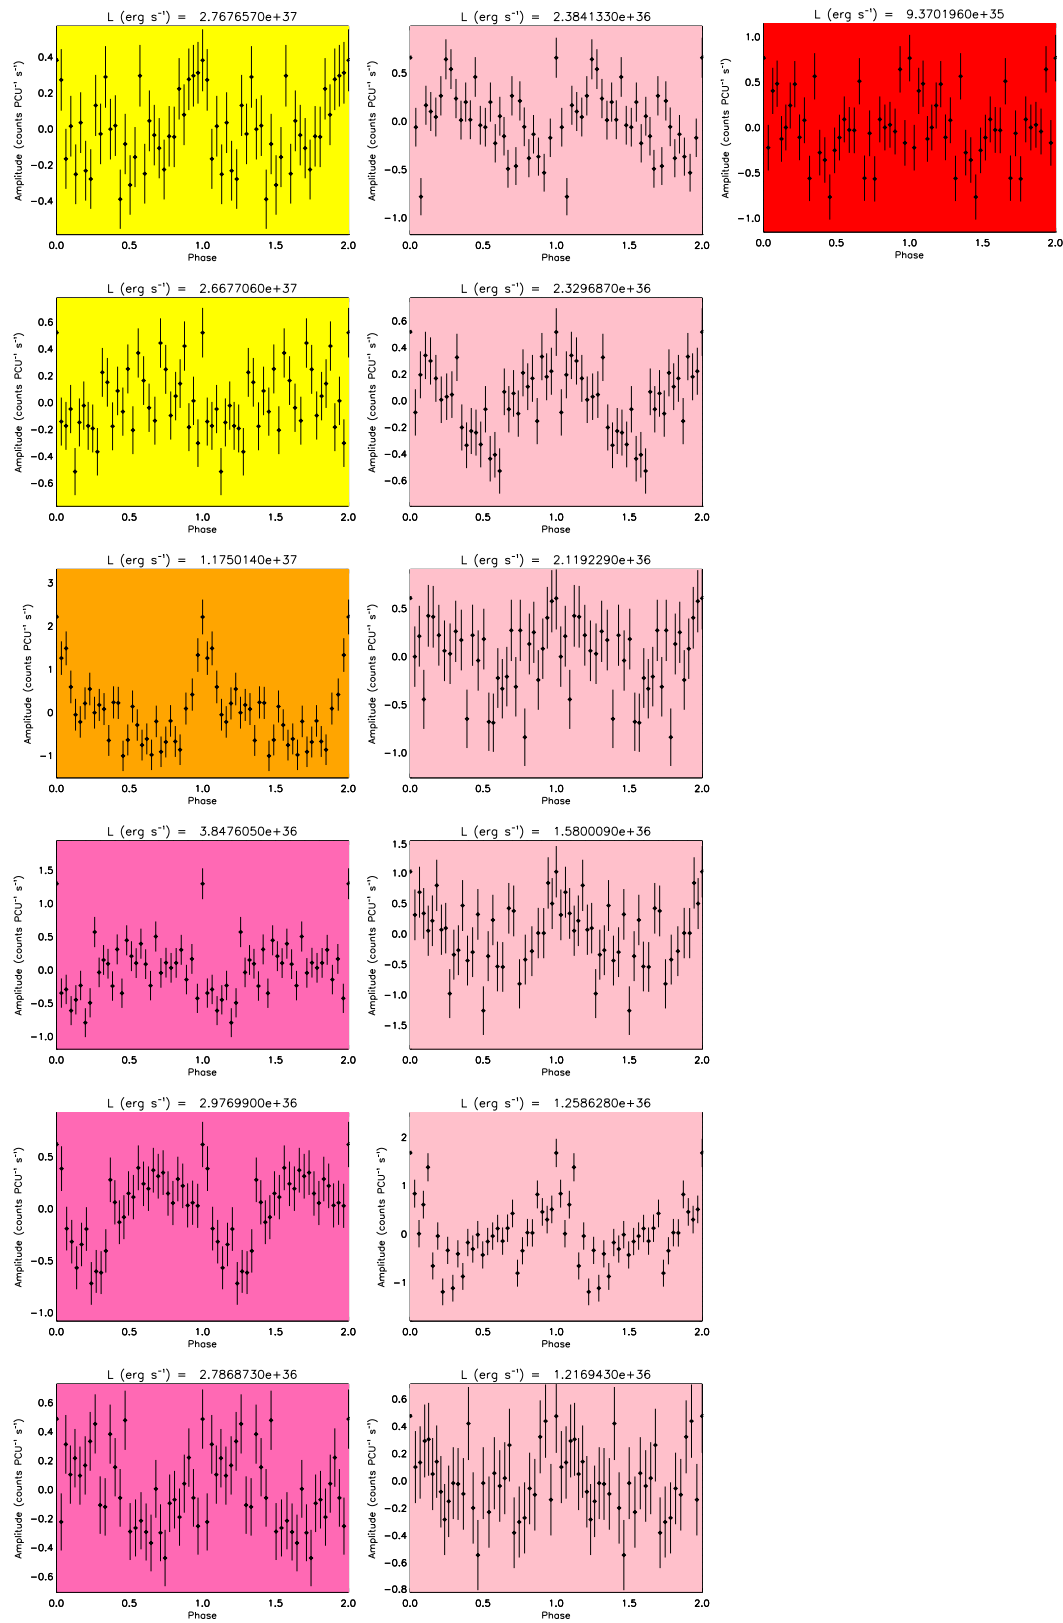 L (erg s⁻¹) = 2.7676570e+37
Amplitude (counts PCU⁻¹ s⁻¹)
0.4
0.2
0.0
−0.2
−0.4
0.0 0.5 1.0 1.5 2.0
Phase
L (erg s⁻¹) = 2.3841330e+36
Amplitude (counts PCU⁻¹ s⁻¹)
0.5
0.0
−0.5
−1.0
0.0 0.5 1.0 1.5 2.0
Phase
L (erg s⁻¹) = 9.3701960e+35
Amplitude (counts PCU⁻¹ s⁻¹)
1.0
0.5
0.0
−0.5
−1.0
0.0 0.5 1.0 1.5 2.0
Phase
L (erg s⁻¹) = 2.6677060e+37
Amplitude (counts PCU⁻¹ s⁻¹)
0.6
0.4
0.2
0.0
−0.2
−0.4
−0.6
0.0 0.5 1.0 1.5 2.0
Phase
L (erg s⁻¹) = 2.3296870e+36
Amplitude (counts PCU⁻¹ s⁻¹)
0.6
0.4
0.2
0.0
−0.2
−0.4
−0.6
0.0 0.5 1.0 1.5 2.0
Phase
L (erg s⁻¹) = 1.1750140e+37
Amplitude (counts PCU⁻¹ s⁻¹)
3
2
1
0
−1
0.0 0.5 1.0 1.5 2.0
Phase
L (erg s⁻¹) = 2.1192290e+36
Amplitude (counts PCU⁻¹ s⁻¹)
0.5
0.0
−0.5
−1.0
0.0 0.5 1.0 1.5 2.0
Phase
L (erg s⁻¹) = 3.8476050e+36
Amplitude (counts PCU⁻¹ s⁻¹)
1.5
1.0
0.5
0.0
−0.5
−1.0
0.0 0.5 1.0 1.5 2.0
Phase
L (erg s⁻¹) = 1.5800090e+36
Amplitude (counts PCU⁻¹ s⁻¹)
1.5
1.0
0.5
0.0
−0.5
−1.0
−1.5
0.0 0.5 1.0 1.5 2.0
Phase
L (erg s⁻¹) = 2.9769900e+36
Amplitude (counts PCU⁻¹ s⁻¹)
0.5
0.0
−0.5
−1.0
0.0 0.5 1.0 1.5 2.0
Phase
L (erg s⁻¹) = 1.2586280e+36
Amplitude (counts PCU⁻¹ s⁻¹)
2
1
0
−1
0.0 0.5 1.0 1.5 2.0
Phase
L (erg s⁻¹) = 2.7868730e+36
Amplitude (counts PCU⁻¹ s⁻¹)
0.6
0.4
0.2
0.0
−0.2
−0.4
−0.6
0.0 0.5 1.0 1.5 2.0
Phase
L (erg s⁻¹) = 1.2169430e+36
Amplitude (counts PCU⁻¹ s⁻¹)
0.6
0.4
0.2
0.0
−0.2
−0.4
−0.6
−0.8
0.0 0.5 1.0 1.5 2.0
Phase